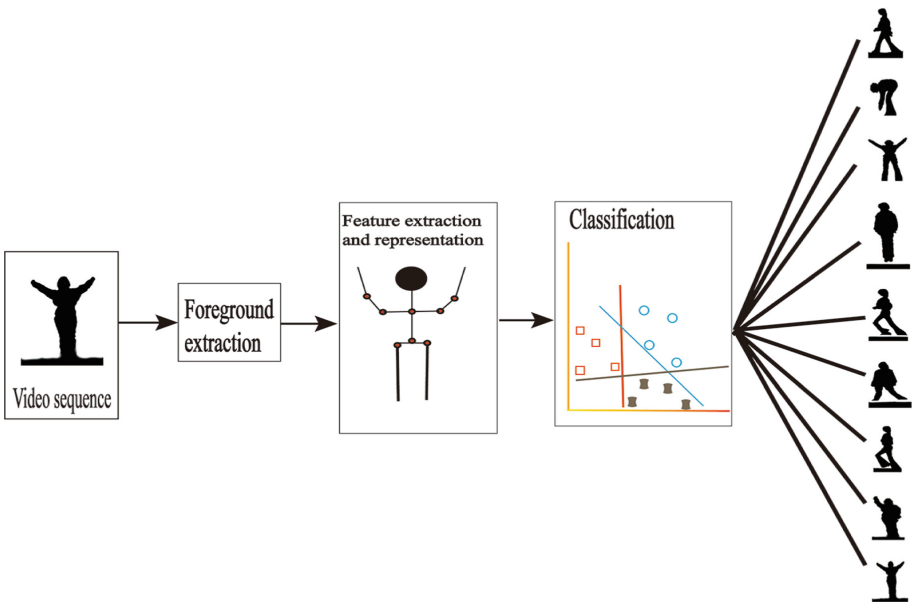 Video sequence
Foreground
extraction
Feature extraction
and representation
Classification